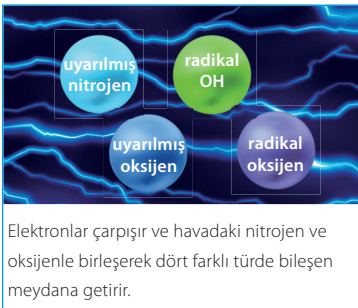 uyarılmış
nitrojen
radikal
OH
uyarılmış
oksijen
radikal
oksijen
Elektronlar çarpışır ve havadaki nitrojen ve
oksijenle birleşerek dört farklı türde bileşen
meydana getirir.